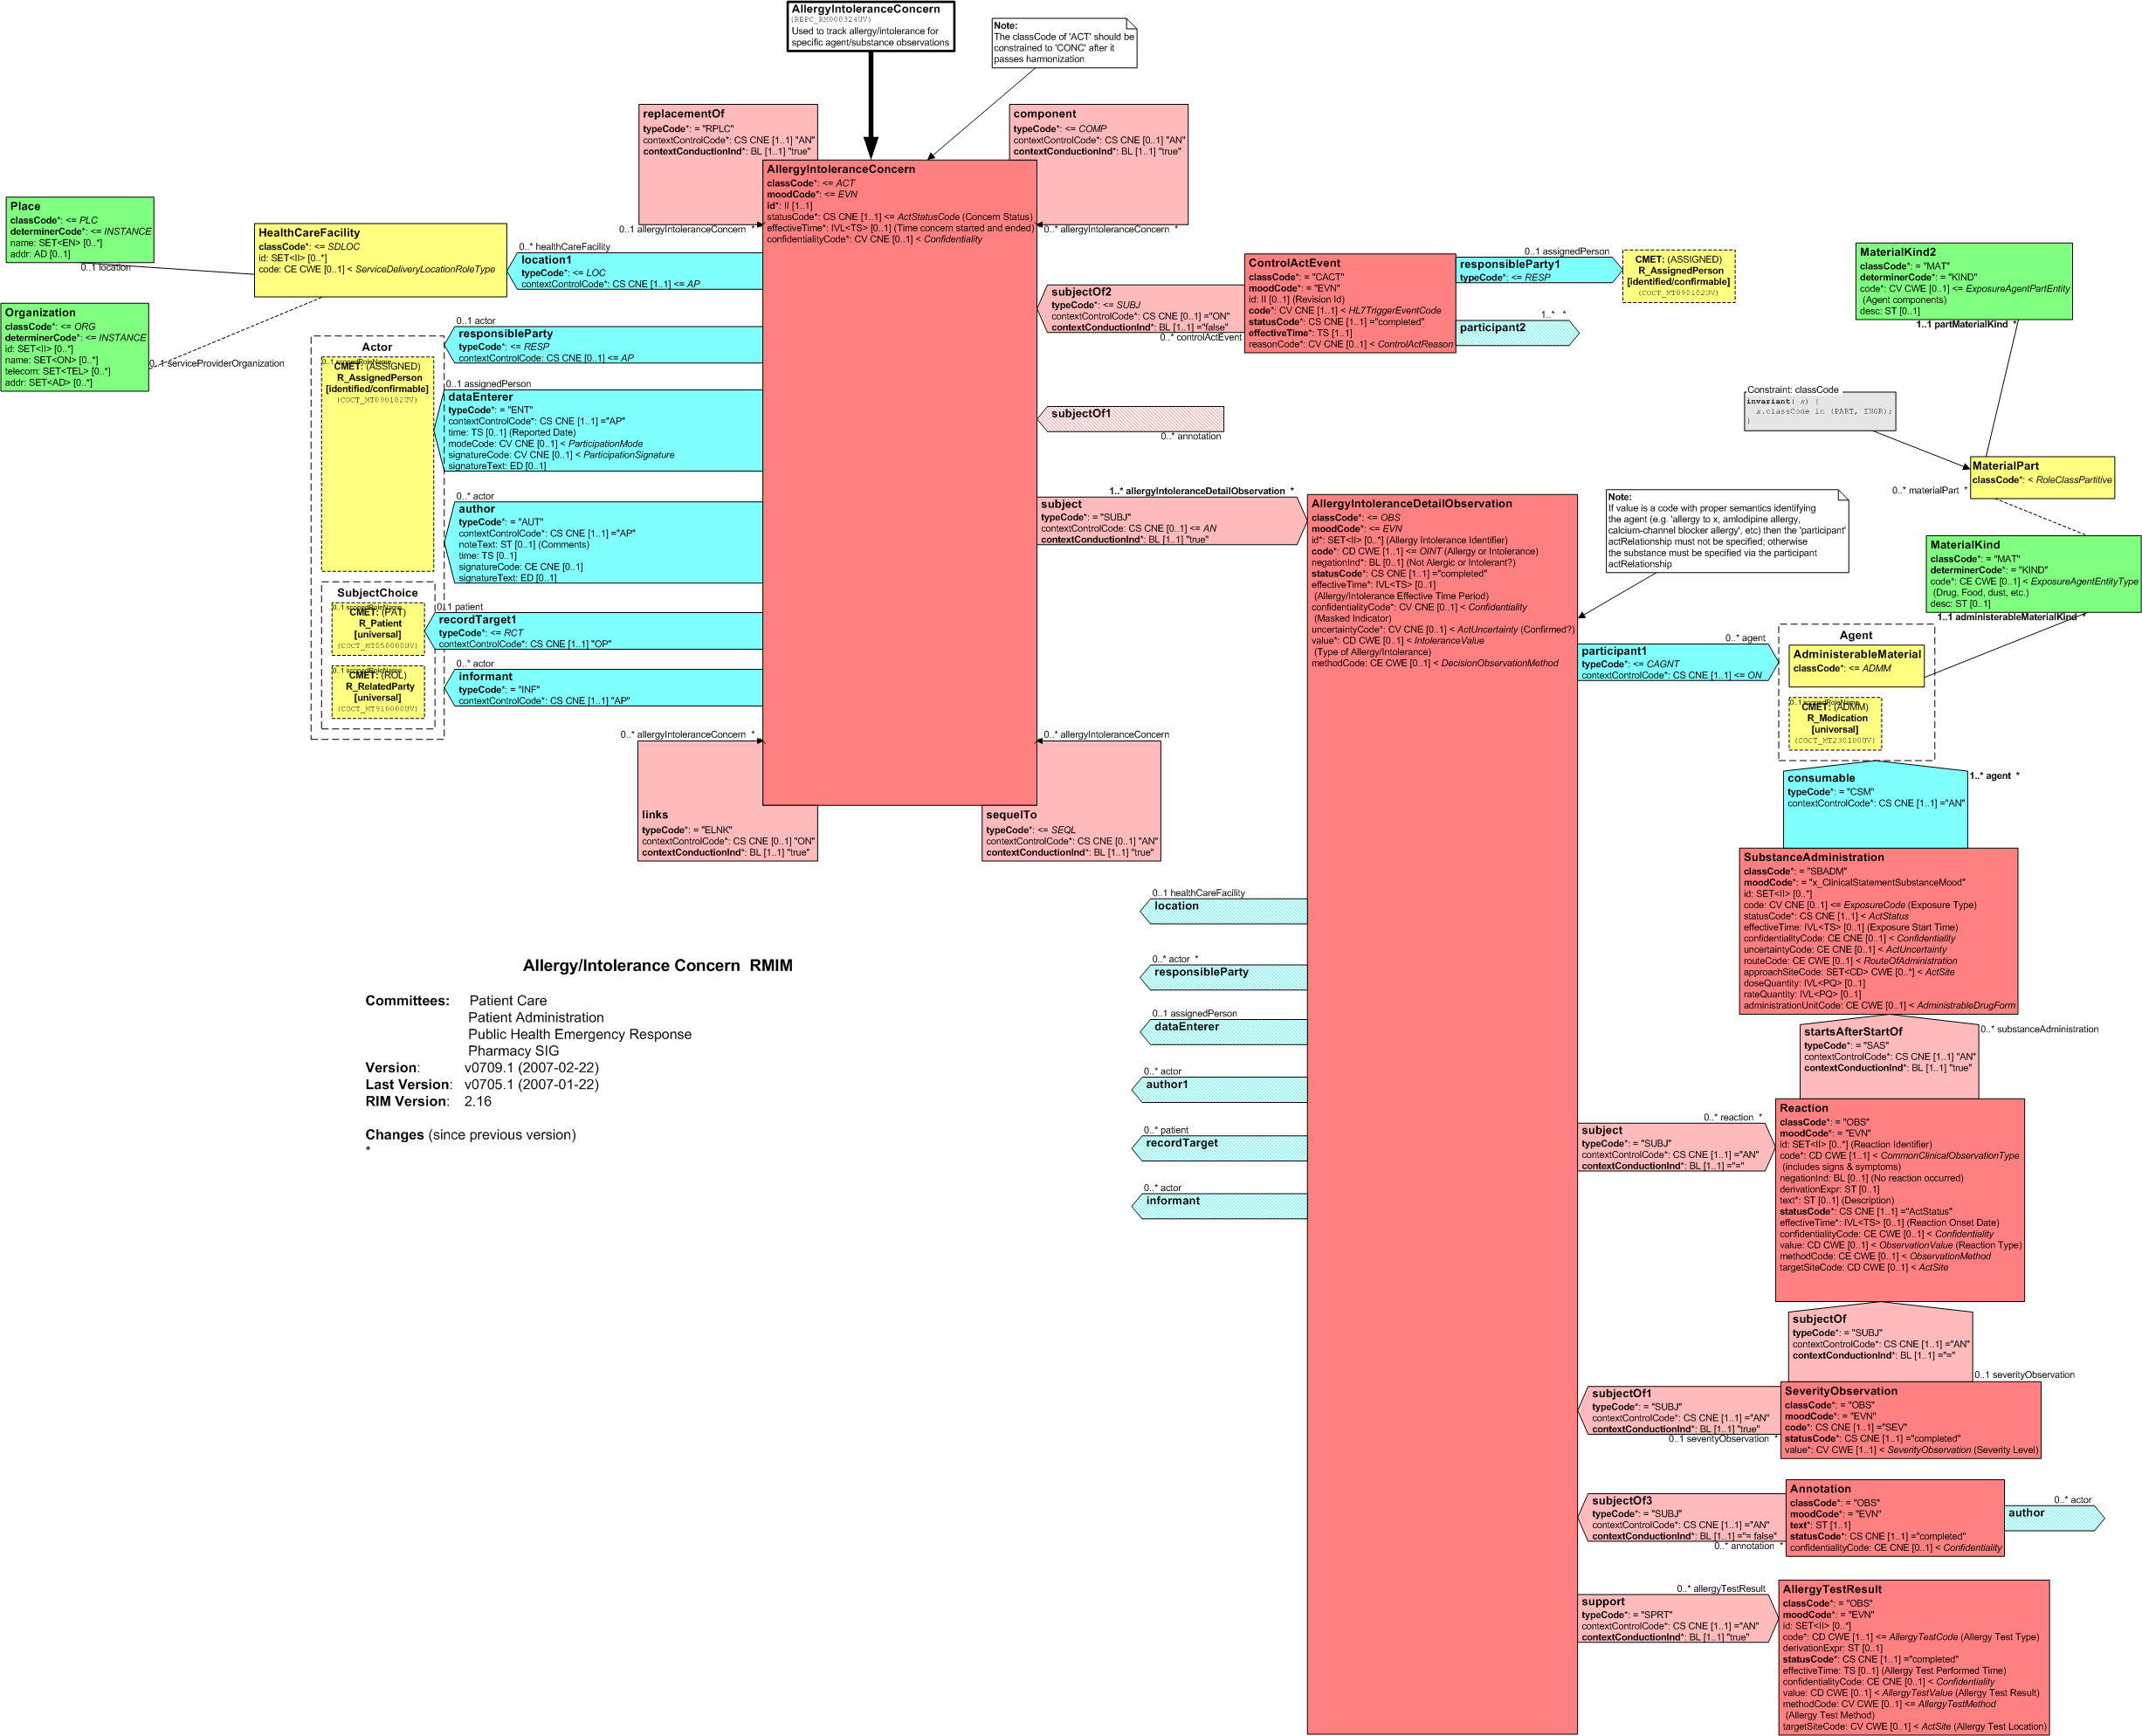 AllergyIntoleranceConcern
(REPC_RM000324UV)
Used to track allergy/intolerance for
specific agent/substance observations
Note:
The classCode of 'ACT' should be
constrained to 'CONC' after it
passes harmonization
replacementOf
typeCode*: = "RPLC"
contextControlCode*: CS CNE [1..1] "AN"
contextConductionInd*: BL [1..1] "true"
0..1 allergyIntoleranceConcern *
component
typeCode*: <= COMP
contextControlCode*: CS CNE [0..1] "AN"
contextConductionInd*: BL [1..1] "true"
0..* allergyIntoleranceConcern *
AllergyIntoleranceConcern
classCode*: <= ACT
moodCode*: <= EVN
id*: II [1..1]
statusCode*: CS CNE [1..1] <= ActStatusCode (Concern Status)
effectiveTime*: IVL<TS> [0..1] (Time concern started and ended)
confidentialityCode*: CV CNE [0..1] < Confidentiality
Place
classCode*: <= PLC
determinerCode*: <= INSTANCE
name: SET<EN> [0..*]
addr: AD [0..1]
0..1 location
HealthCareFacility
classCode*: <= SDLOC
id: SET<II> [0..*]
code: CE CWE [0..1] < ServiceDeliveryLocationRoleType
Organization
classCode*: <= ORG
determinerCode*: <= INSTANCE
id: SET<II> [0..*]
name: SET<ON> [0..*]
telecom: SET<TEL> [0..*]
addr: SET<AD> [0..*]
0..1 serviceProviderOrganization
0..* healthCareFacility
location1
typeCode*: <= LOC
contextControlCode*: CS CNE [1..1] <= AP
0..1 actor
responsibleParty
typeCode*: <= RESP
contextControlCode: CS CNE [0..1] <= AP
Actor
0..1 scopedRoleName
CMET: (ASSIGNED)
R_AssignedPerson
[identified/confirmable]
(COCT_MT090102UV)
0..1 assignedPerson
dataEnterer
typeCode*: = "ENT"
contextControlCode*: CS CNE [1..1] ="AP"
time: TS [0..1] (Reported Date)
modeCode: CV CNE [0..1] < ParticipationMode
signatureCode: CV CNE [0..1] < ParticipationSignature
signatureText: ED [0..1]
0..* actor
author
typeCode*: = "AUT"
contextControlCode*: CS CNE [1..1] ="AP"
noteText: ST [0..1] (Comments)
time: TS [0..1]
signatureCode: CE CNE [0..1]
signatureText: ED [0..1]
SubjectChoice
0..1 scopedRoleName
CMET: (PAT)
R_Patient
[universal]
(COCT_MT050000UV)
0..1 patient
recordTarget1
typeCode*: <= RCT
contextControlCode*: CS CNE [1..1] "OP"
0..1 scopedRoleName
CMET: (ROL)
R_RelatedParty
[universal]
(COCT_MT910000UV)
0..* actor
informant
typeCode*: = "INF"
contextControlCode*: CS CNE [1..1] "AP"
0..* allergyIntoleranceConcern *
links
typeCode*: = "ELNK"
contextControlCode*: CS CNE [0..1] "ON"
contextConductionInd*: BL [1..1] "true"
0..* allergyIntoleranceConcern
sequelTo
typeCode*: <= SEQL
contextControlCode*: CS CNE [0..1] "AN"
contextConductionInd*: BL [1..1] "true"
subjectOf2
typeCode*: <= SUBJ
contextControlCode*: CS CNE [0..1] ="ON"
contextConductionInd*: BL [1..1] ="false"
0..* controlActEvent
ControlActEvent
classCode*: = "CACT"
moodCode*: = "EVN"
id: II [0..1] (Revision Id)
code*: CV CNE [1..1] < HL7TriggerEventCode
statusCode*: CS CNE [1..1] ="completed"
effectiveTime*: TS [1..1]
reasonCode*: CV CNE [0..1] < ControlActReason
0..1 assignedPerson
responsibleParty1
typeCode*: <= RESP
CMET: (ASSIGNED)
R_AssignedPerson
[identified/confirmable]
(COCT_MT090102UV)
1..* *
participant2
subjectOf1
0..* annotation
1..* allergyIntoleranceDetailObservation *
subject
typeCode*: = "SUBJ"
contextControlCode: CS CNE [0..1] <= AN
contextConductionInd*: BL [1..1] "true"
AllergyIntoleranceDetailObservation
classCode*: <= OBS
moodCode*: <= EVN
id*: SET<II> [0..*] (Allergy Intolerance Identifier)
code*: CD CWE [1..1] <= OINT (Allergy or Intolerance)
negationInd*: BL [0..1] (Not Alergic or Intolerant?)
statusCode*: CS CNE [1..1] ="completed"
effectiveTime*: IVL<TS> [0..1]
(Allergy/Intolerance Effective Time Period)
confidentialityCode*: CV CNE [0..1] < Confidentiality
(Masked Indicator)
uncertaintyCode*: CV CNE [0..1] < ActUncertainty (Confirmed?)
value*: CD CWE [0..1] < IntoleranceValue
(Type of Allergy/Intolerance)
methodCode: CE CWE [0..1] < DecisionObservationMethod
Note:
If value is a code with proper semantics identifying
the agent (e.g. 'allergy to x, amlodipine allergy,
calcium-channel blocker allergy', etc) then the 'participant'
actRelationship must not be specified; otherwise
the substance must be specified via the participant
actRelationship
MaterialKind2
classCode*: = "MAT"
determinerCode*: = "KIND"
code*: CV CWE [0..1] <= ExposureAgentPartEntity
(Agent components)
desc: ST [0..1]
1..1 partMaterialKind *
Constraint: classCode
invariant( x) {
x.classCode in (PART, INGR);
}
MaterialPart
classCode*: < RoleClassPartitive
0..* materialPart *
MaterialKind
classCode*: = "MAT"
determinerCode*: = "KIND"
code*: CE CWE [0..1] < ExposureAgentEntityType
(Drug, Food, dust, etc.)
desc: ST [0..1]
1..1 administerableMaterialKind *
0..* agent
participant1
typeCode*: <= CAGNT
contextControlCode*: CS CNE [1..1] <= ON
Agent
AdministerableMaterial
classCode*: <= ADMM
0..1 scopedRoleName
CMET: (ADMM)
R_Medication
[universal]
(COCT_MT230100UV)
consumable
typeCode*: = "CSM"
contextControlCode*: CS CNE [1..1] ="AN"
1..* agent *
SubstanceAdministration
classCode*: = "SBADM"
moodCode*: = "x_ClinicalStatementSubstanceMood"
id: SET<II> [0..*]
code: CV CNE [0..1] <= ExposureCode (Exposure Type)
statusCode*: CS CNE [1..1] < ActStatus
effectiveTime: IVL<TS> [0..1] (Exposure Start Time)
confidentialityCode: CE CNE [0..1] < Confidentiality
uncertaintyCode: CE CNE [0..1] < ActUncertainty
routeCode: CE CWE [0..1] < RouteOfAdministration
approachSiteCode: SET<CD> CWE [0..*] < ActSite
doseQuantity: IVL<PQ> [0..1]
rateQuantity: IVL<PQ> [0..1]
administrationUnitCode: CE CWE [0..1] < AdministrableDrugForm
startsAfterStartOf
typeCode*: = "SAS"
contextControlCode: CS CNE [1..1] "AN"
contextConductionInd*: BL [1..1] "true"
0..* substanceAdministration
0..1 healthCareFacility
location
0..* actor *
responsibleParty
0..1 assignedPerson
dataEnterer
0..* actor
author1
0..* patient
recordTarget
0..* actor
informant
Allergy/Intolerance Concern RMIM
Committees: Patient Care
Patient Administration
Public Health Emergency Response
Pharmacy SIG
Version: v0709.1 (2007-02-22)
Last Version: v0705.1 (2007-01-22)
RIM Version: 2.16
Changes (since previous version)
*
0..* reaction *
subject
typeCode*: = "SUBJ"
contextControlCode*: CS CNE [1..1] ="AN"
contextConductionInd*: BL [1..1] ="="
Reaction
classCode*: = "OBS"
moodCode*: = "EVN"
id: SET<II> [0..*] (Reaction Identifier)
code*: CD CWE [1..1] < CommonClinicalObservationType
(includes signs & symptoms)
negationInd: BL [0..1] (No reaction occurred)
derivationExpr: ST [0..1]
text*: ST [0..1] (Description)
statusCode*: CS CNE [1..1] ="ActStatus"
effectiveTime*: IVL<TS> [0..1] (Reaction Onset Date)
confidentialityCode: CE CWE [0..1] < Confidentiality
value: CD CWE [0..1] < ObservationValue (Reaction Type)
methodCode: CE CWE [0..1] < ObservationMethod
targetSiteCode: CD CWE [0..1] < ActSite
subjectOf
typeCode*: = "SUBJ"
contextControlCode*: CS CNE [1..1] ="AN"
contextConductionInd*: BL [1..1] ="="
0..1 severityObservation
subjectOf1
typeCode*: = "SUBJ"
contextControlCode*: CS CNE [1..1] ="AN"
contextConductionInd*: BL [1..1] "true"
0..1 severityObservation *
SeverityObservation
classCode*: = "OBS"
moodCode*: = "EVN"
code*: CS CNE [1..1] ="SEV"
statusCode*: CS CNE [1..1] ="completed"
value*: CV CWE [1..1] < SeverityObservation (Severity Level)
subjectOf3
typeCode*: = "SUBJ"
contextControlCode*: CS CNE [1..1] ="AN"
contextConductionInd*: BL [1..1] ="= false"
0..* annotation *
Annotation
classCode*: = "OBS"
moodCode*: = "EVN"
text*: ST [1..1]
statusCode*: CS CNE [1..1] ="completed"
confidentialityCode: CE CNE [0..1] < Confidentiality
0..* actor
author
0..* allergyTestResult
support
typeCode*: = "SPRT"
contextControlCode*: CS CNE [1..1] ="AN"
contextConductionInd*: BL [1..1] "true"
AllergyTestResult
classCode*: = "OBS"
moodCode*: = "EVN"
id: SET<II> [0..*]
code*: CD CWE [1..1] <= AllergyTestCode (Allergy Test Type)
derivationExpr: ST [0..1]
statusCode*: CS CNE [1..1] ="completed"
effectiveTime: TS [0..1] (Allergy Test Performed Time)
confidentialityCode: CE CNE [0..1] < Confidentiality
value: CD CWE [0..1] < AllergyTestValue (Allergy Test Result)
methodCode: CV CWE [0..1] <= AllergyTestMethod
(Allergy Test Method)
targetSiteCode: CV CWE [0..1] < ActSite (Allergy Test Location)